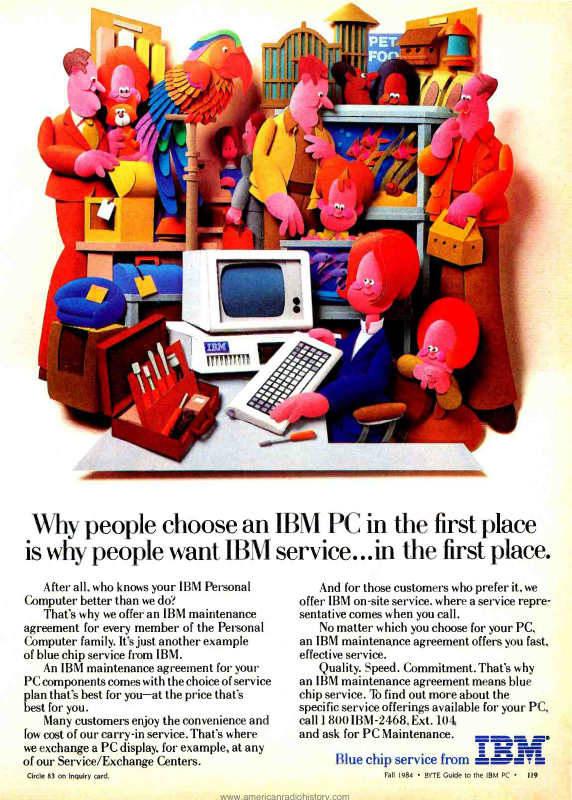 PET
FOO
IBM
Why people choose an IBM PC in the first place
is why people want IBM service...in the first place.
After all, who knows your IBM Personal
Computer better than we do?
That's why we offer an IBM maintenance
agreement for every member of the Personal
Computer family. It's just another example
of blue chip service from IBM.
An IBM maintenance agreement for your
PC components comes with the choice of service
plan that's best for you—at the price that's
best for you.
Many customers enjoy the convenience and
low cost of our carry-in service. That's where
we exchange a PC display, for example, at any
of our Service/Exchange Centers.
And for those customers who prefer it, we
offer IBM on-site service, where a service repre-
sentative comes when you call.
No matter which you choose for your PC,
an IBM maintenance agreement offers you fast,
effective service.
Quality. Speed. Commitment. That's why
an IBM maintenance agreement means blue
chip service. To find out more about the
specific service offerings available for your PC,
call 1 800 IBM-2468, Ext. 104,
and ask for PC Maintenance.
Blue chip service from IBM®
Circle 83 on inquiry card.
Fall 1984 • BYTE Guide to the IBM PC • 119
www.americanradiohistory.com